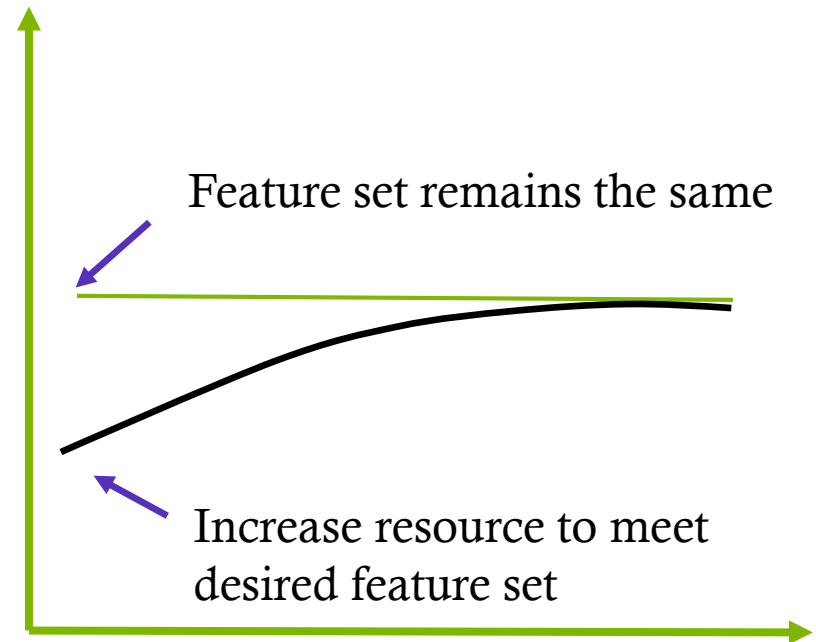 Feature set remains the same
Increase resource to meet
desired feature set